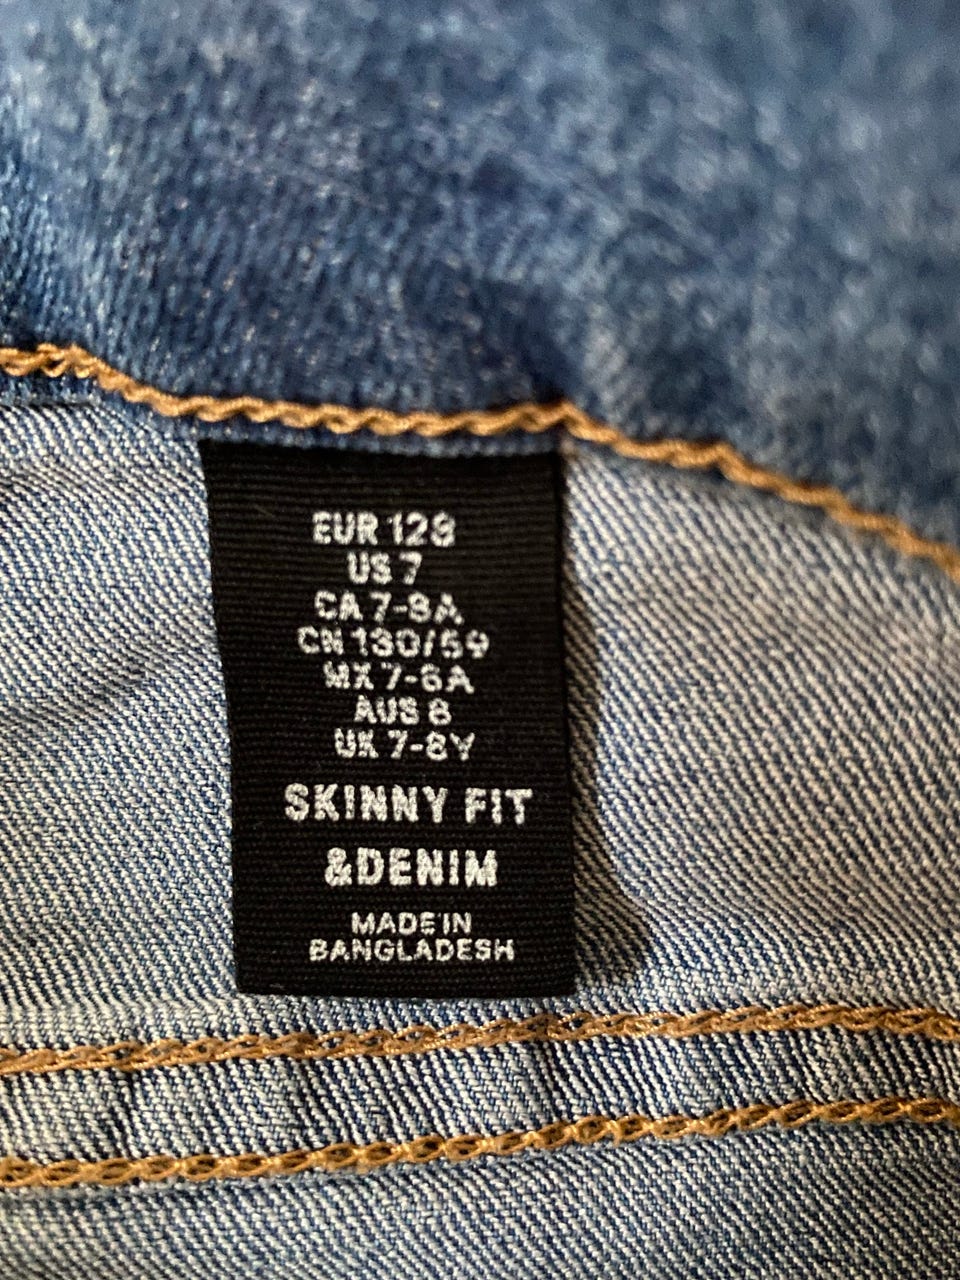 EUR 128
US 7
CA 7-8A
CN 130/59
MX 7-8A
AUS 8
UK 7-8Y
SKINNY FIT
&DENIM
MADE IN
BANGLADESH